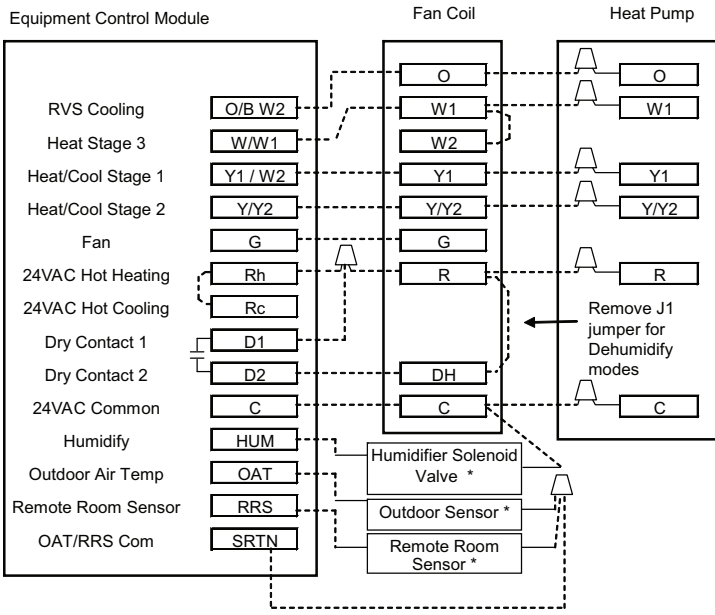 Equipment Control Module
Fan Coil
Heat Pump
O
O
RVS Cooling
O/B W2
W1
W1
Heat Stage 3
W/W1
W2
Heat/Cool Stage 1
Y1 / W2
Y1
Y1
Heat/Cool Stage 2
Y/Y2
Y/Y2
Y/Y2
Fan
G
G
24VAC Hot Heating
Rh
R
R
24VAC Hot Cooling
Rc
Remove J1
jumper for
Dehumidify
modes
Dry Contact 1
D1
Dry Contact 2
D2
DH
24VAC Common
C
C
C
Humidify
HUM
Humidifier Solenoid
Valve *
Outdoor Air Temp
OAT
Outdoor Sensor *
Remote Room Sensor
RRS
Remote Room
Sensor *
OAT/RRS Com
SRTN